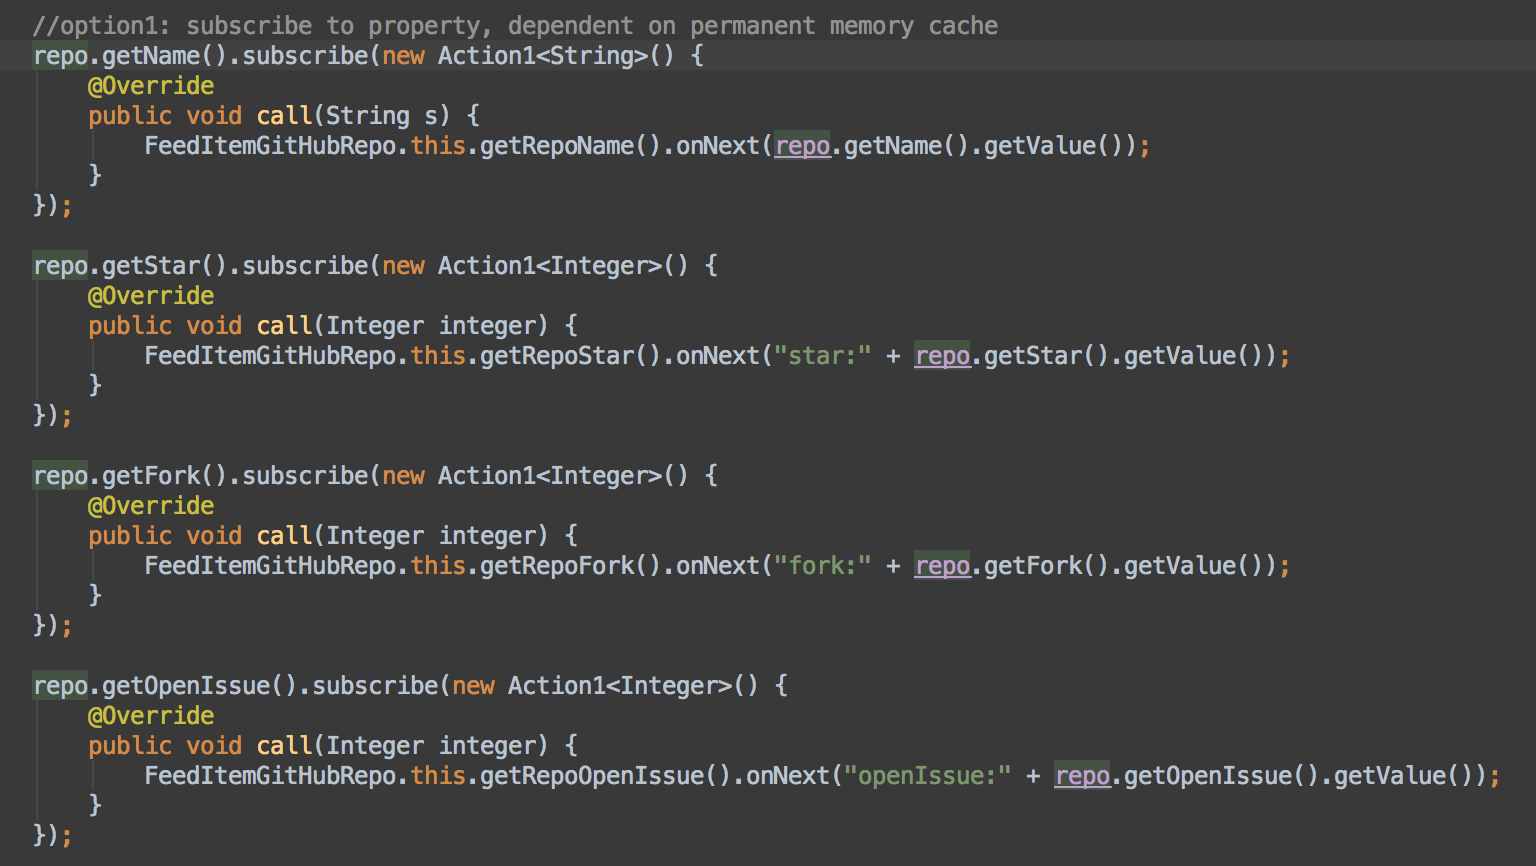 //option1: subscribe to property, dependent on permanent memory cache
repo.getName().subscribe(new Action1<String>() {
    @Override
    public void call(String s) {
        FeedItemGitHubRepo.this.getRepoName().onNext(repo.getName().getValue());
    }
});

repo.getStar().subscribe(new Action1<Integer>() {
    @Override
    public void call(Integer integer) {
        FeedItemGitHubRepo.this.getRepoStar().onNext("star:" + repo.getStar().getValue());
    }
});

repo.getFork().subscribe(new Action1<Integer>() {
    @Override
    public void call(Integer integer) {
        FeedItemGitHubRepo.this.getRepoFork().onNext("fork:" + repo.getFork().getValue());
    }
});

repo.getOpenIssue().subscribe(new Action1<Integer>() {
    @Override
    public void call(Integer integer) {
        FeedItemGitHubRepo.this.getRepoOpenIssue().onNext("openIssue:" + repo.getOpenIssue().getValue());
    }
});